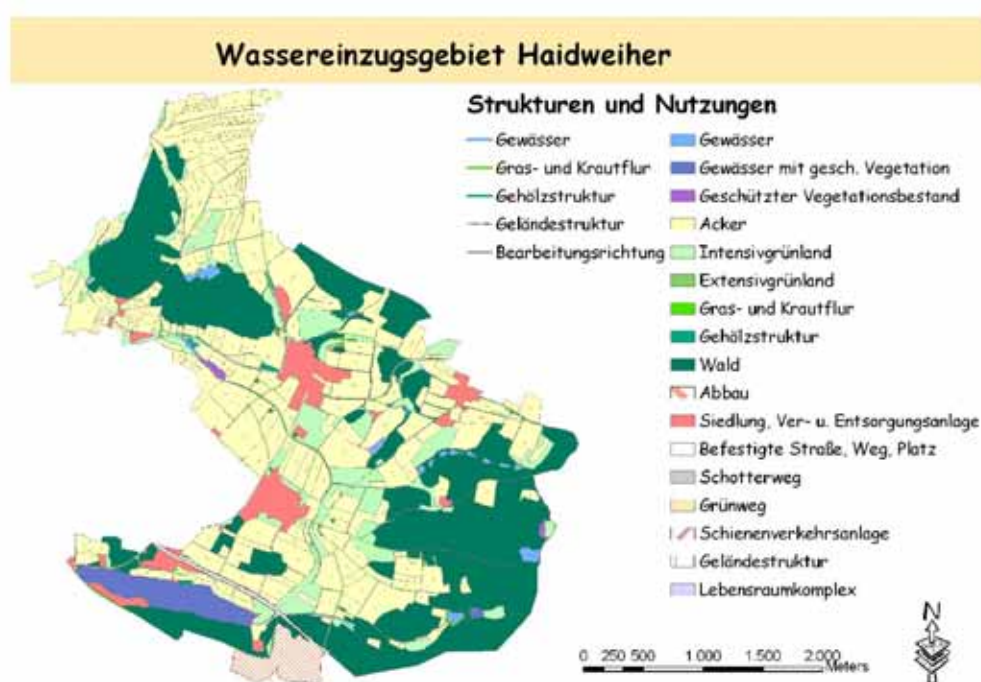 Wassereinzugsgebiet Haidweiher
Strukturen und Nutzungen
Gewässer
Gras- und Krautflur
Gehölzstruktur
Geländestruktur
Bearbeitungsrichtung
Gewässer
Gewässer mit gesch. Vegetation
Geschützter Vegetationsbestand
Acker
Intensivgrünland
Extensivgrünland
Gras- und Krautflur
Gehölzstruktur
Wald
Abbau
Siedlung, Ver- u. Entsorgungsanlage
Befestigte Straße, Weg, Platz
Schotterweg
Grünweg
Schienenverkehrsanlage
Geländestruktur
Lebensraumkomplex
N
0 250 500 1.000 1.500 2.000
Meters